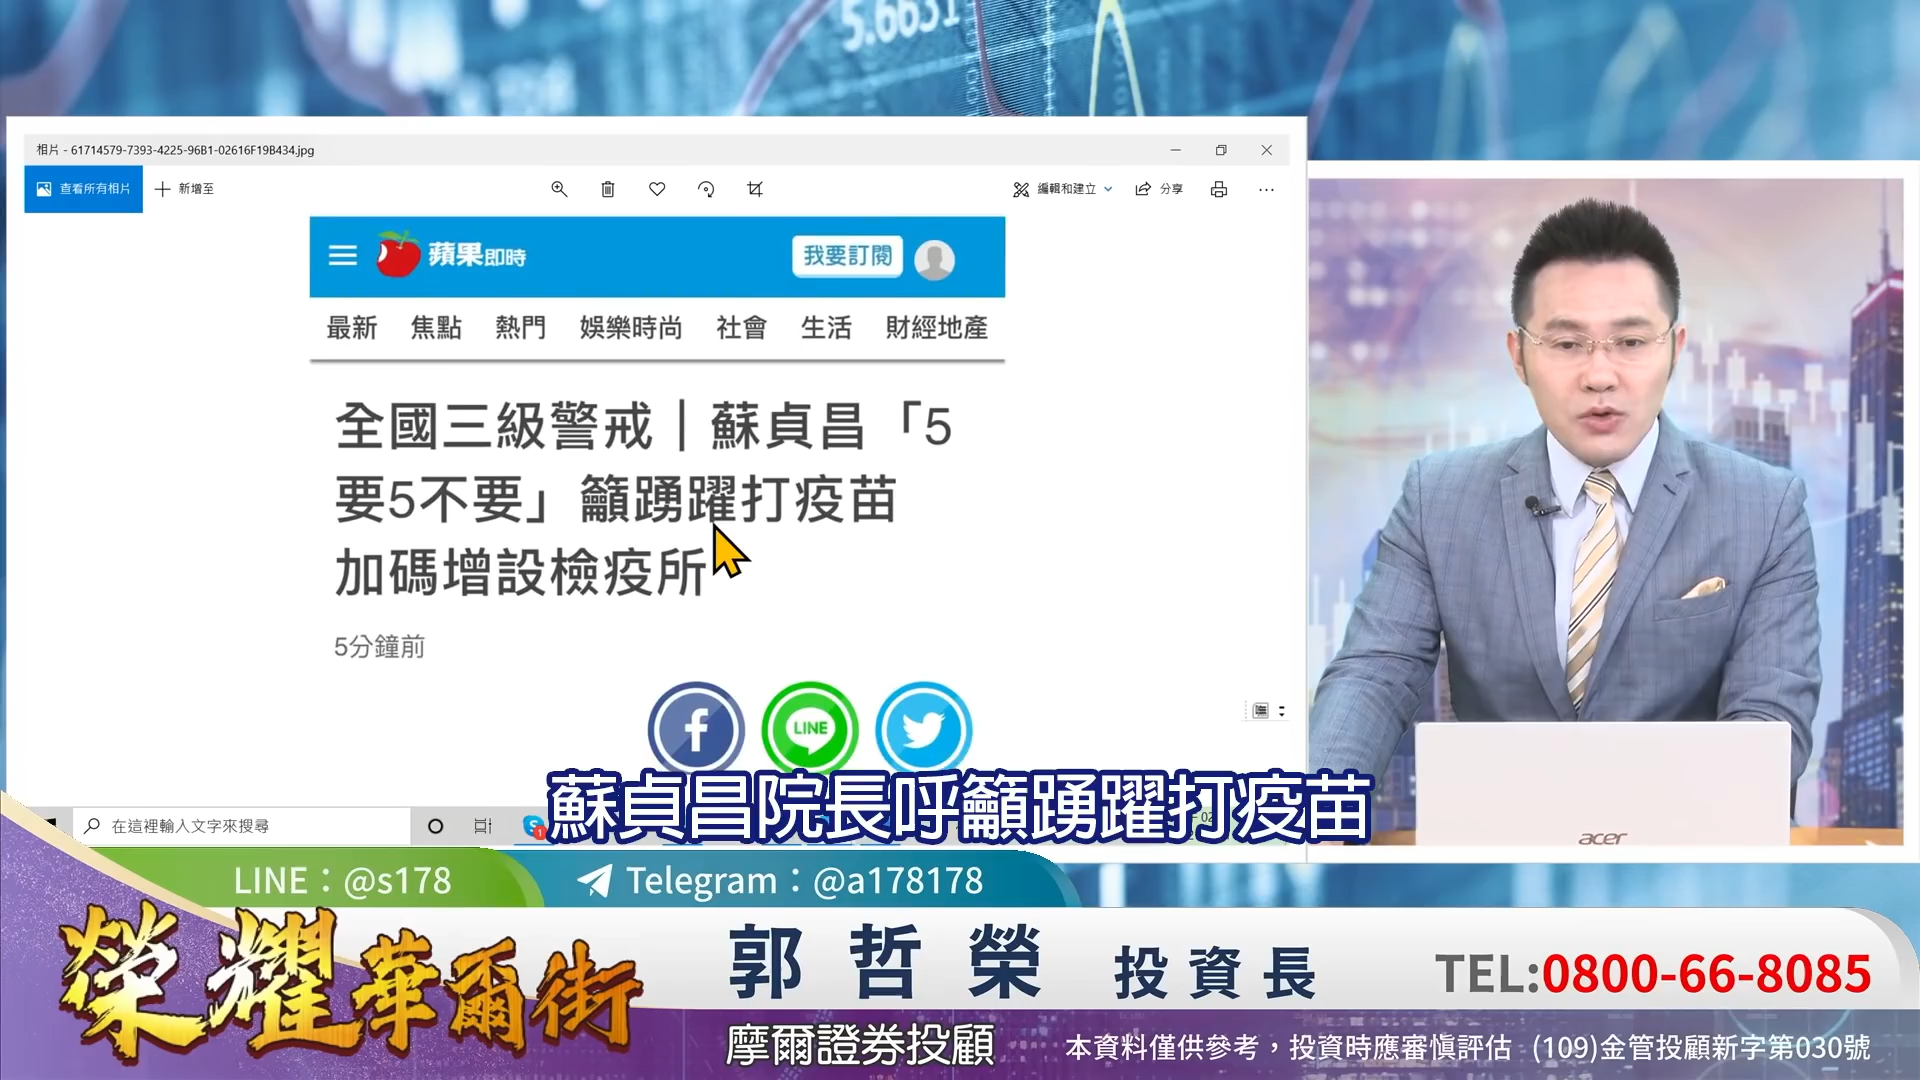 5.6631
相片 - 61714579-7393-4225-96B1-02616F19B434.jpg
查看所有相片
新增至
編輯和建立
分享
蘋果即時
我要訂閱
最新 焦點 熱門 娛樂時尚 社會 生活 財經地產
全國三級警戒｜蘇貞昌「5
要5不要」籲踴躍打疫苗
加碼增設檢疫所
5分鐘前
LINE
在這裡輸入文字來搜尋
蘇貞昌院長呼籲踴躍打疫苗
acer
LINE：@s178
Telegram：@a178178
榮耀華爾街
郭哲榮 投資長
TEL:0800-66-8085
摩爾證券投顧
本資料僅供參考，投資時應審慎評估 (109)金管投顧新字第030號